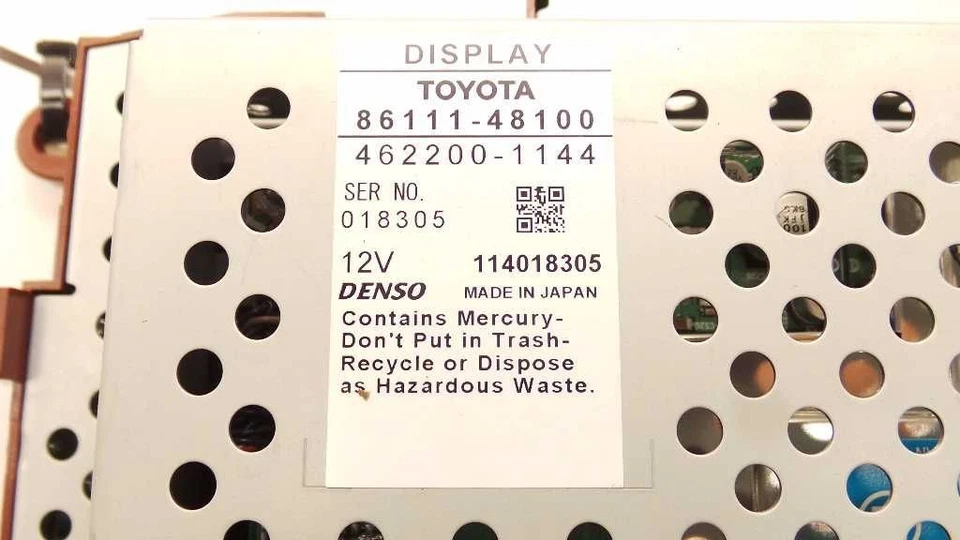 DISPLAY
TOYOTA
86111-48100
462200-1144
SER NO.
018305
12V 114018305
DENSO MADE IN JAPAN
Contains Mercury-
Don't Put in Trash-
Recycle or Dispose
as Hazardous Waste.